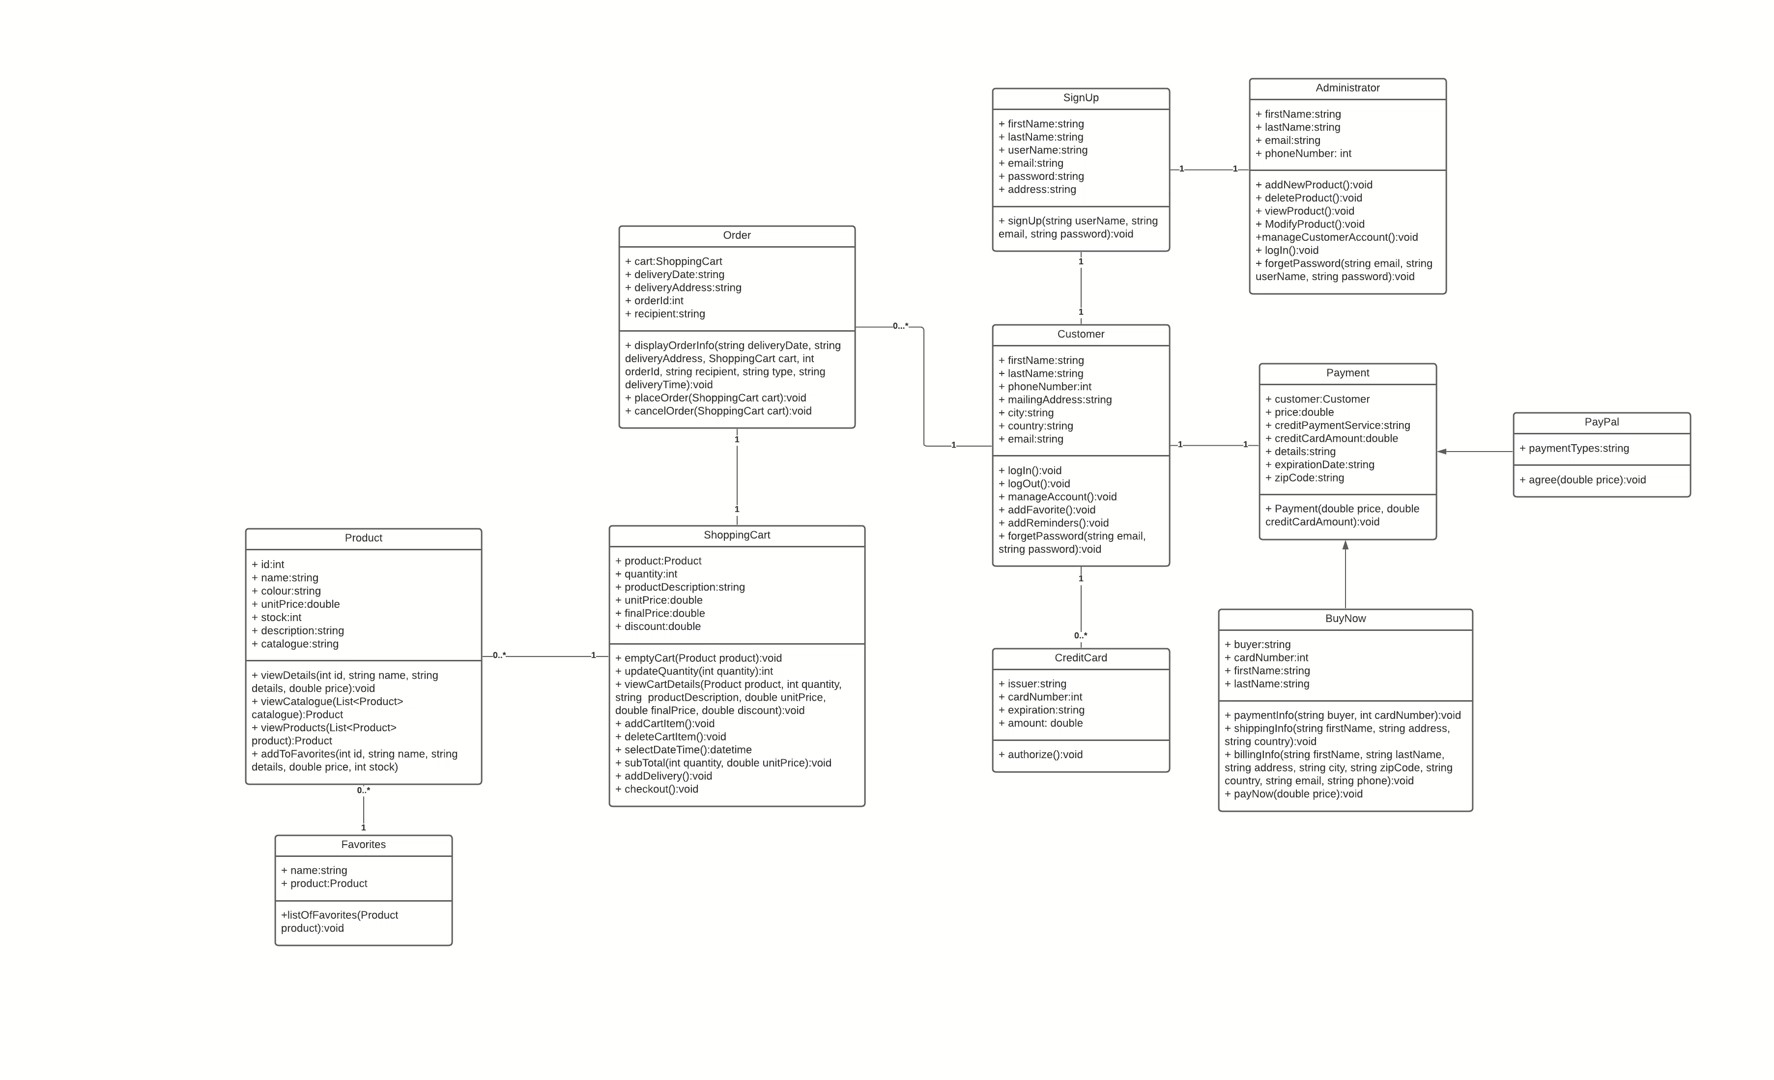 SignUp
+ firstName:string
+ lastName:string
+ userName:string
+ email:string
+ password:string
+ address:string
+ signUp(string userName, string
email, string password):void
1
1
Administrator
+ firstName:string
+ lastName:string
+ email:string
+ phoneNumber: int
+ addNewProduct():void
+ deleteProduct():void
+ viewProduct():void
+ ModifyProduct():void
+manageCustomerAccount():void
+ logIn():void
+ forgetPassword(string email, string
userName, string password):void
1
1
Order
+ cart:ShoppingCart
+ deliveryDate:string
+ deliveryAddress:string
+ orderId:int
+ recipient:string
+ displayOrderInfo(string deliveryDate, string
deliveryAddress, ShoppingCart cart, int
orderId, string recipient, string type, string
deliveryTime):void
+ placeOrder(ShoppingCart cart):void
+ cancelOrder(ShoppingCart cart):void
0...*
1
1
1
Customer
+ firstName:string
+ lastName:string
+ phoneNumber:int
+ mailingAddress:string
+ city:string
+ country:string
+ email:string
+ logIn():void
+ logOut():void
+ manageAccount():void
+ addFavorite():void
+ addReminders():void
+ forgetPassword(string email,
string password):void
1
1
Payment
+ customer:Customer
+ price:double
+ creditPaymentService:string
+ creditCardAmount:double
+ details:string
+ expirationDate:string
+ zipCode:string
+ Payment(double price, double
creditCardAmount):void
PayPal
+ paymentTypes:string
+ agree(double price):void
Product
+ id:int
+ name:string
+ colour:string
+ unitPrice:double
+ stock:int
+ description:string
+ catalogue:string
+ viewDetails(int id, string name, string
details, double price):void
+ viewCatalogue(List<Product>
catalogue):Product
+ viewProducts(List<Product>
product):Product
+ addToFavorites(int id, string name, string
details, double price, int stock)
0..*
1
ShoppingCart
+ product:Product
+ quantity:int
+ productDescription:string
+ unitPrice:double
+ finalPrice:double
+ discount:double
+ emptyCart(Product product):void
+ updateQuantity(int quantity):int
+ viewCartDetails(Product product, int quantity,
string  productDescription, double unitPrice,
double finalPrice, double discount):void
+ addCartItem():void
+ deleteCartItem():void
+ selectDateTime():datetime
+ subTotal(int quantity, double unitPrice):void
+ addDelivery():void
+ checkout():void
1
0..*
CreditCard
+ issuer:string
+ cardNumber:int
+ expiration:string
+ amount: double
+ authorize():void
BuyNow
+ buyer:string
+ cardNumber:int
+ firstName:string
+ lastName:string
+ paymentInfo(string buyer, int cardNumber):void
+ shippingInfo(string firstName, string address,
string country):void
+ billingInfo(string firstName, string lastName,
string address, string city, string zipCode, string
country, string email, string phone):void
+ payNow(double price):void
0..*
1
Favorites
+ name:string
+ product:Product
+listOfFavorites(Product
product):void